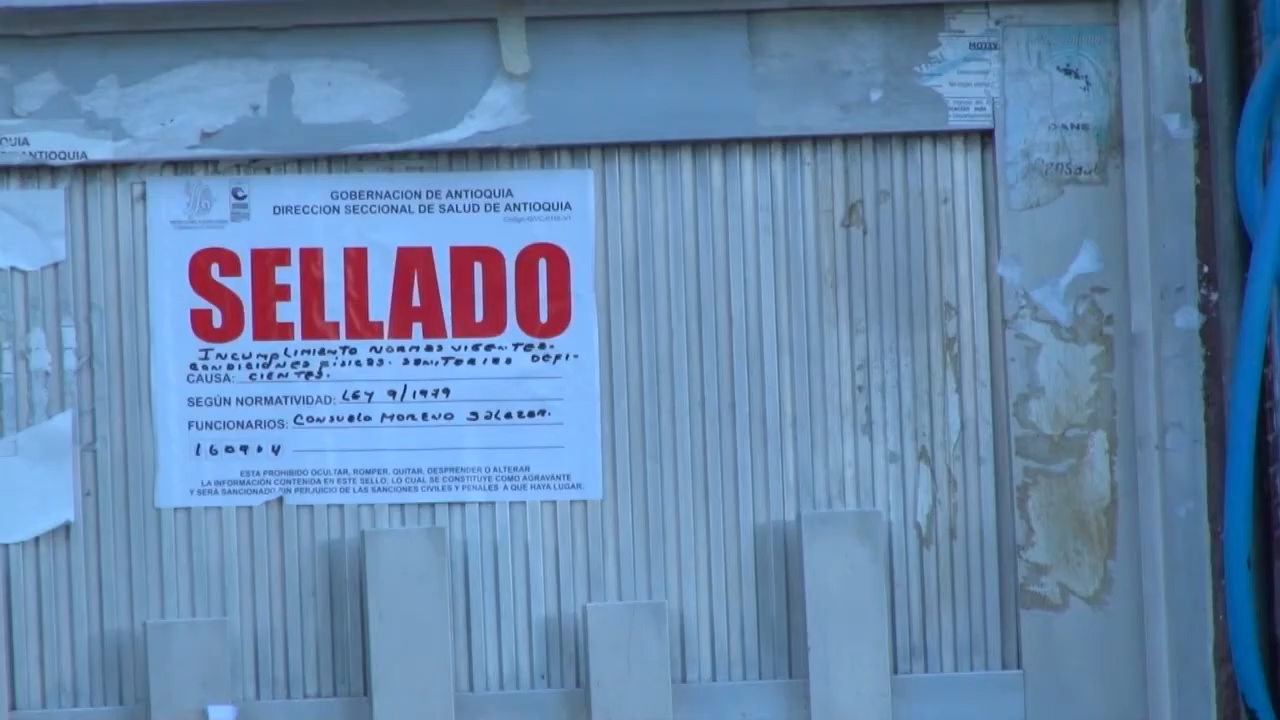 QUIA
ANTIOQUIA
DANE
GOBERNACION DE ANTIOQUIA
DIRECCION SECCIONAL DE SALUD DE ANTIOQUIA
SELLADO
INCUMPLIMIENTO NORMAS VIGENTES.
CONDICIONES FISICAS. SANITARIAS DEFI-
CAUSA: CIENTES.
SEGÚN NORMATIVIDAD: LEY 9/1979
FUNCIONARIOS: CONSUELO MORENO SALAZAR.
ESTA PROHIBIDO OCULTAR, ROMPER, QUITAR, DESPRENDER O ALTERAR
LA INFORMACIÓN CONTENIDA EN ESTE SELLO, LO CUAL SE CONSTITUYE COMO AGRAVANTE
Y SERÁ SANCIONADO SIN PERJUICIO DE LAS SANCIONES CIVILES Y PENALES A QUE HAYA LUGAR.